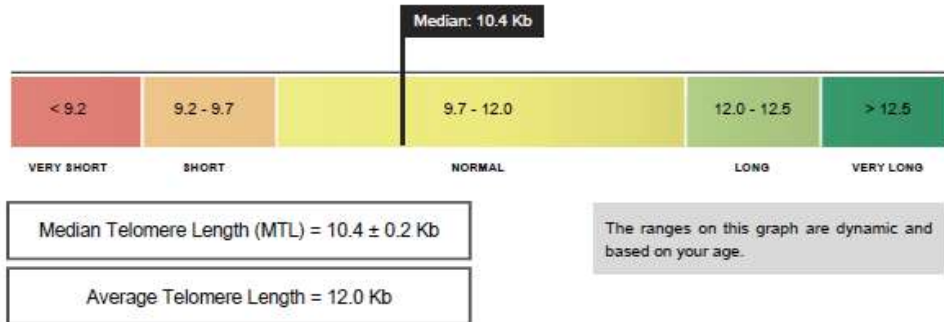 Median: 10.4 Kb
< 9.2
9.2 - 9.7
9.7 - 12.0
12.0 - 12.5
> 12.5
VERY SHORT
SHORT
NORMAL
LONG
VERY LONG
Median Telomere Length (MTL) = 10.4 ± 0.2 Kb
Average Telomere Length = 12.0 Kb
The ranges on this graph are dynamic and
based on your age.